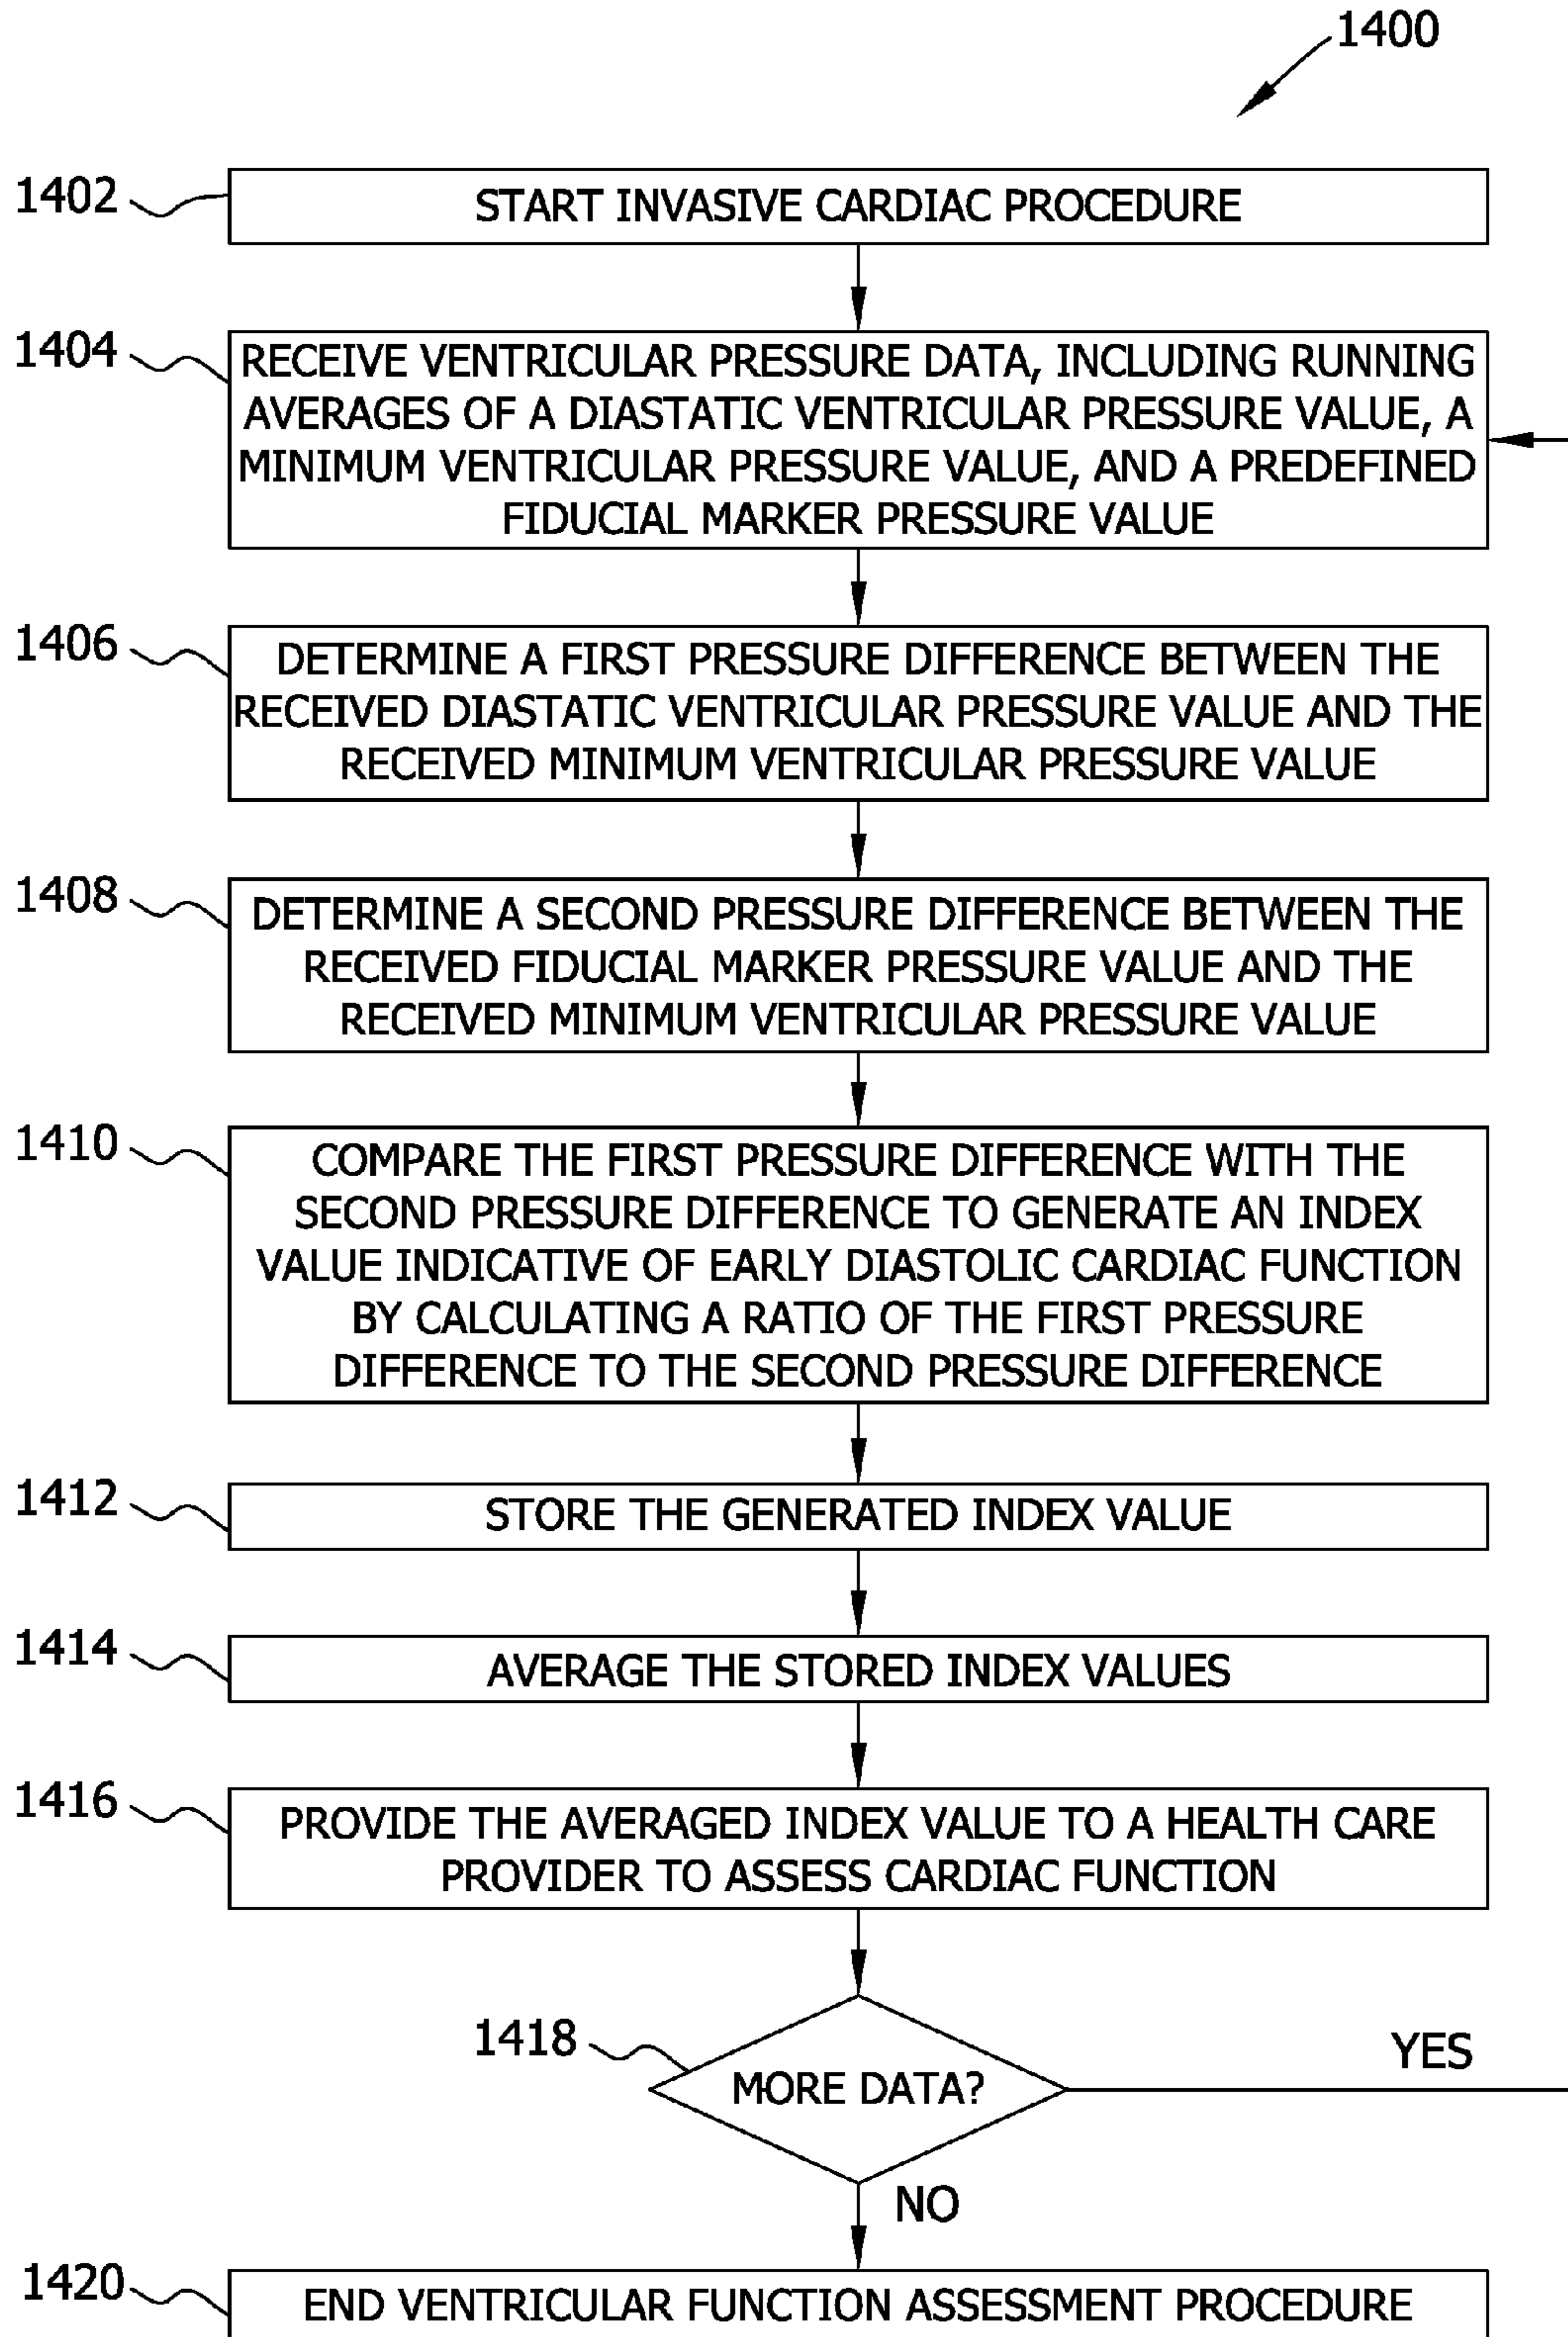 1400
1402
START INVASIVE CARDIAC PROCEDURE
1404
RECEIVE VENTRICULAR PRESSURE DATA, INCLUDING RUNNING
AVERAGES OF A DIASTATIC VENTRICULAR PRESSURE VALUE, A
MINIMUM VENTRICULAR PRESSURE VALUE, AND A PREDEFINED
FIDUCIAL MARKER PRESSURE VALUE
1406
DETERMINE A FIRST PRESSURE DIFFERENCE BETWEEN THE
RECEIVED DIASTATIC VENTRICULAR PRESSURE VALUE AND THE
RECEIVED MINIMUM VENTRICULAR PRESSURE VALUE
1408
DETERMINE A SECOND PRESSURE DIFFERENCE BETWEEN THE
RECEIVED FIDUCIAL MARKER PRESSURE VALUE AND THE
RECEIVED MINIMUM VENTRICULAR PRESSURE VALUE
1410
COMPARE THE FIRST PRESSURE DIFFERENCE WITH THE
SECOND PRESSURE DIFFERENCE TO GENERATE AN INDEX
VALUE INDICATIVE OF EARLY DIASTOLIC CARDIAC FUNCTION
BY CALCULATING A RATIO OF THE FIRST PRESSURE
DIFFERENCE TO THE SECOND PRESSURE DIFFERENCE
1412
STORE THE GENERATED INDEX VALUE
1414
AVERAGE THE STORED INDEX VALUES
1416
PROVIDE THE AVERAGED INDEX VALUE TO A HEALTH CARE
PROVIDER TO ASSESS CARDIAC FUNCTION
1418
MORE DATA?
YES
NO
1420
END VENTRICULAR FUNCTION ASSESSMENT PROCEDURE